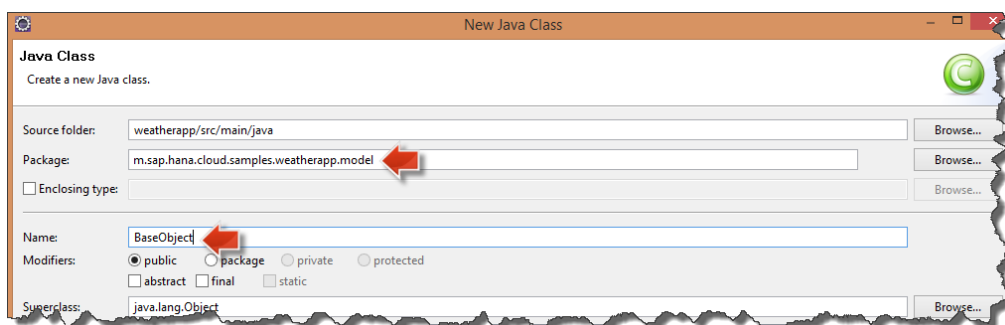 New Java Class
Java Class
Create a new Java class.
Source folder: weatherapp/src/main/java Browse...
Package: m.sap.hana.cloud.samples.weatherapp.model Browse...
Enclosing type: Browse...
Name: BaseObject
Modifiers: public package private protected
abstract final static
Superclass: java.lang.Object Browse...